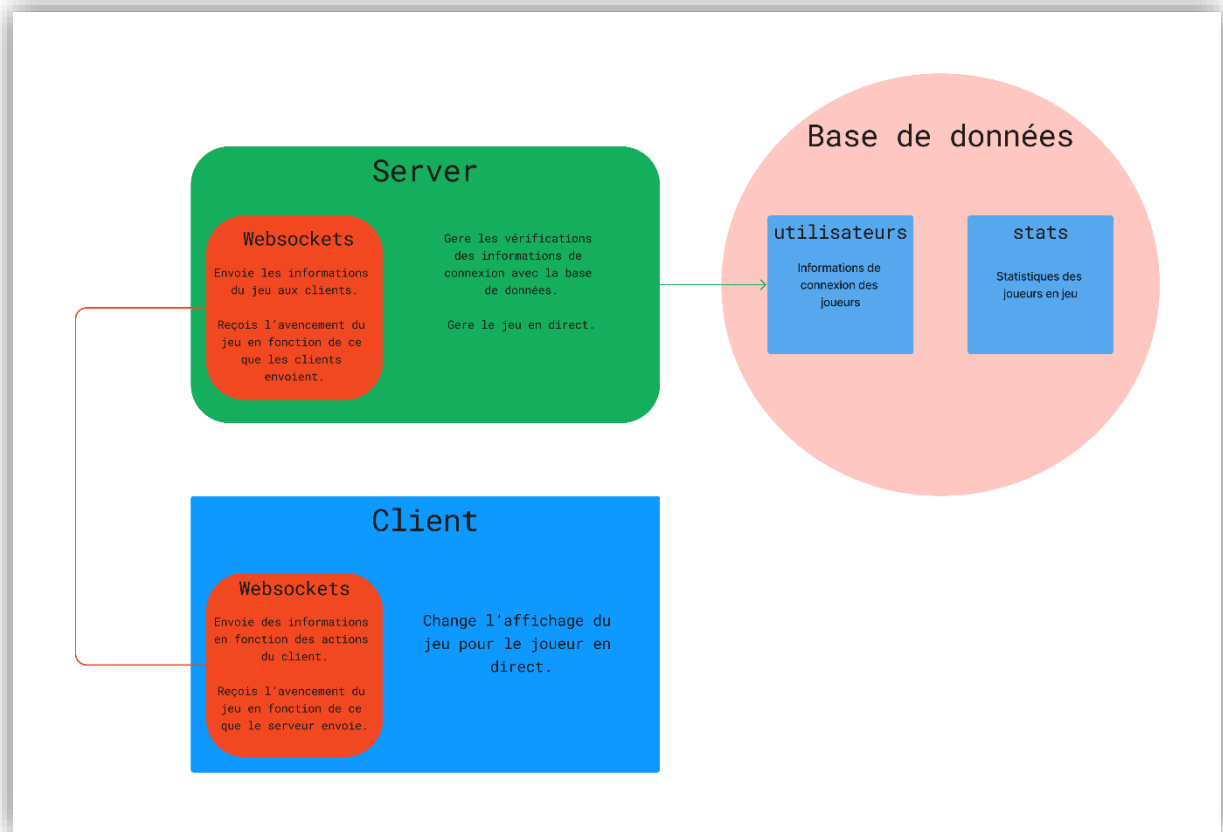 Base de données
Server
utilisateurs
stats
Websockets
Envoie les informations
du jeu aux clients.
Reçois l'avencement du
jeu en fonction de ce
que les clients
envoient.
Gere les vérifications
des informations de
connexion avec la base
de données.
Gere le jeu en direct.
Informations de
connexion des
joueurs
Statistiques des
joueurs en jeu
Client
Websockets
Envoie des informations
en fonction des actions
du client.
Reçois l'avencement du
jeu en fonction de ce
que le serveur envoie.
Change l'affichage du
jeu pour le joueur en
direct.